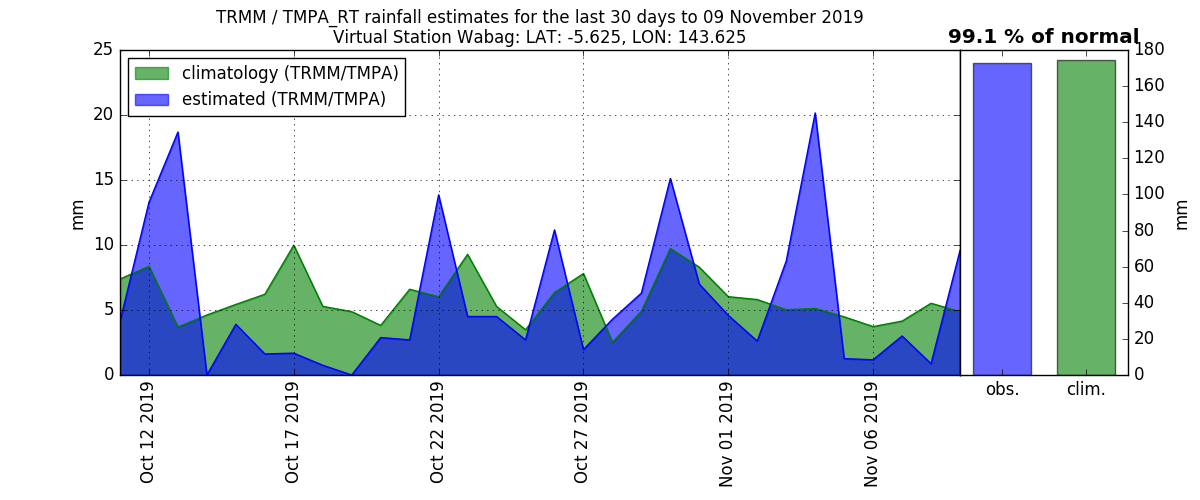 TRMM / TMPA_RT rainfall estimates for the last 30 days to 09 November 2019
Virtual Station Wabag: LAT: -5.625, LON: 143.625
99.1 % of normal
climatology (TRMM/TMPA)
estimated (TRMM/TMPA)
25
20
15
10
5
0
mm
Oct 12 2019
Oct 17 2019
Oct 22 2019
Oct 27 2019
Nov 01 2019
Nov 06 2019
obs.
clim.
180
160
140
120
100
80
60
40
20
0
mm